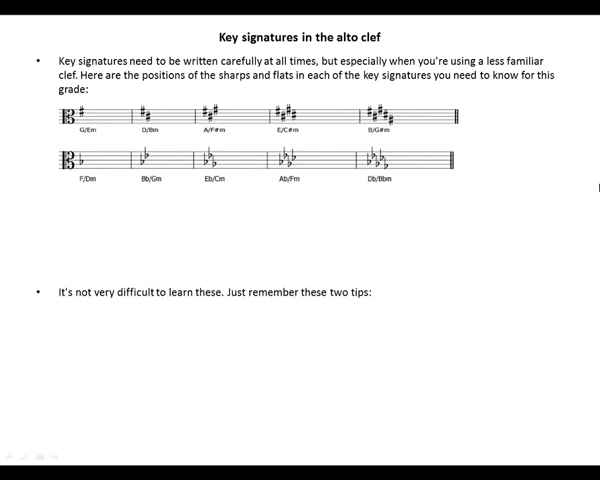 Key signatures in the alto clef
• Key signatures need to be written carefully at all times, but especially when you're using a less familiar
clef. Here are the positions of the sharps and flats in each of the key signatures you need to know for this
grade:
G/Em D/Bm A/F#m E/C#m B/G#m
F/Dm Bb/Gm Eb/Cm Ab/Fm Db/Bbm
• It's not very difficult to learn these. Just remember these two tips: